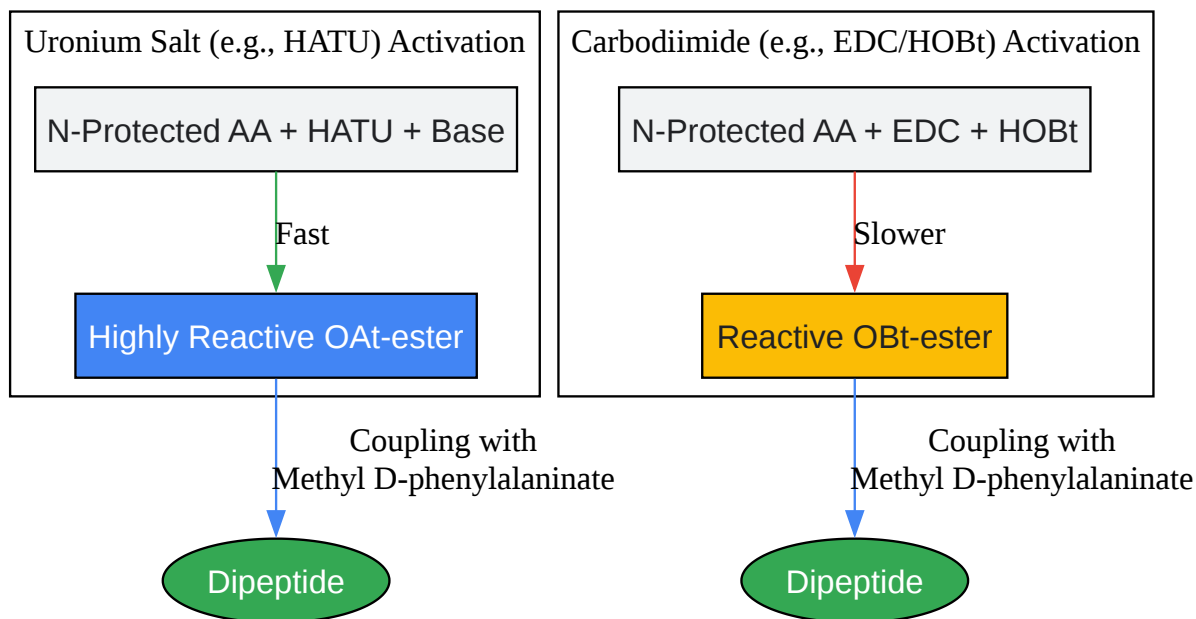 Uronium Salt (e.g., HATU) Activation
N-Protected AA + HATU + Base
Fast
Highly Reactive OAt-ester
Coupling with
Methyl D-phenylalaninate
Dipeptide
Carbodiimide (e.g., EDC/HOBt) Activation
N-Protected AA + EDC + HOBt
Slower
Reactive OBt-ester
Coupling with
Methyl D-phenylalaninate
Dipeptide